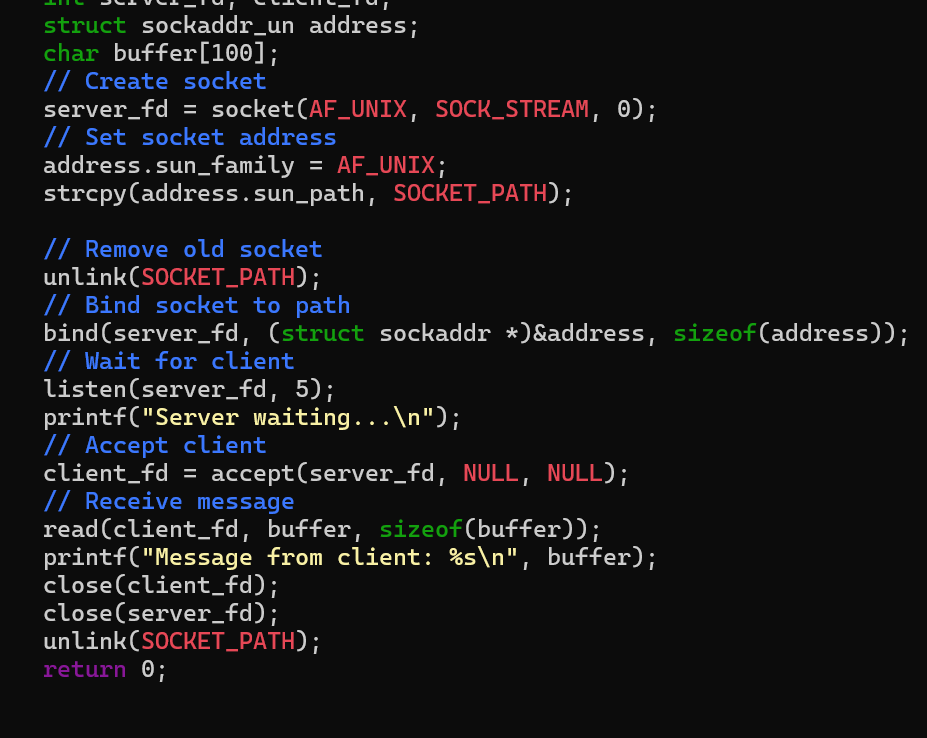 int server_fd, client_fd;
struct sockaddr_un address;
char buffer[100];
// Create socket
server_fd = socket(AF_UNIX, SOCK_STREAM, 0);
// Set socket address
address.sun_family = AF_UNIX;
strcpy(address.sun_path, SOCKET_PATH);

// Remove old socket
unlink(SOCKET_PATH);
// Bind socket to path
bind(server_fd, (struct sockaddr *)&address, sizeof(address));
// Wait for client
listen(server_fd, 5);
printf("Server waiting...\n");
// Accept client
client_fd = accept(server_fd, NULL, NULL);
// Receive message
read(client_fd, buffer, sizeof(buffer));
printf("Message from client: %s\n", buffer);
close(client_fd);
close(server_fd);
unlink(SOCKET_PATH);
return 0;